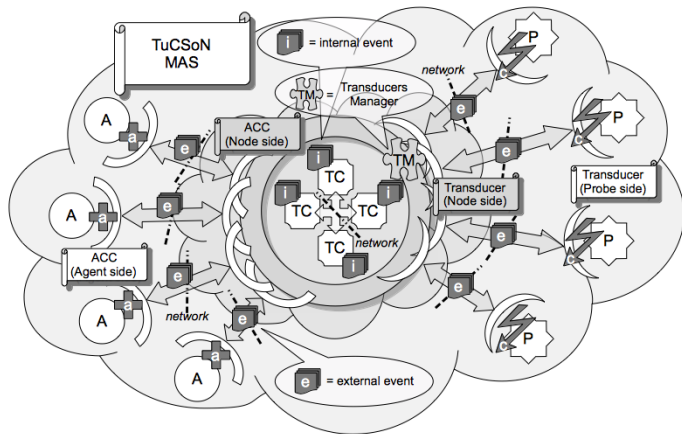 TuCSoN
MAS
i = internal event
TM = Transducers
Manager
network
P
c
e
A
a
e
ACC
(Node side)
e
TM
i
TC
P
c
e
i
TC
TC
i
Transducer
(Node side)
Transducer
(Probe side)
A
a
e
network
TC
i
e
P
c
ACC
(Agent side)
e
e
A
a
network
e
P
c
A
a
e = external event